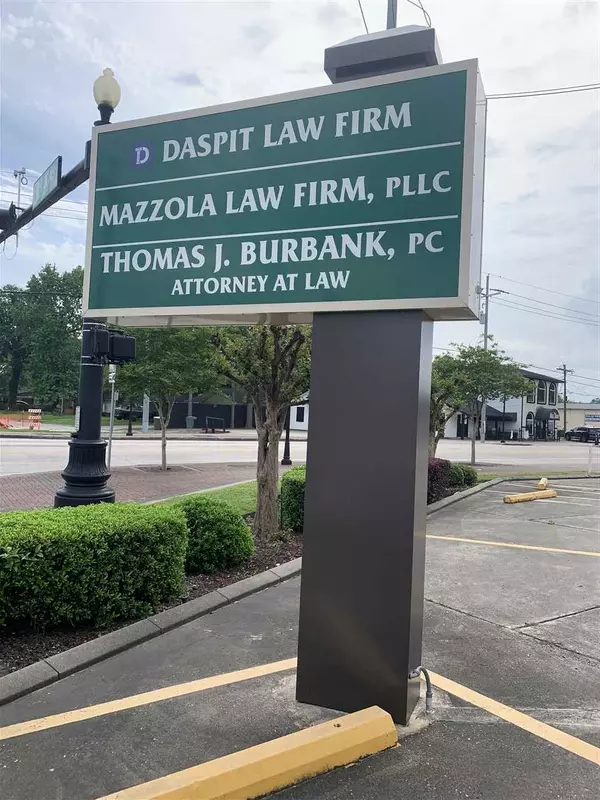 D DASPIT LAW FIRM
MAZZOLA LAW FIRM, PLLC
THOMAS J. BURBANK, PC
ATTORNEY AT LAW